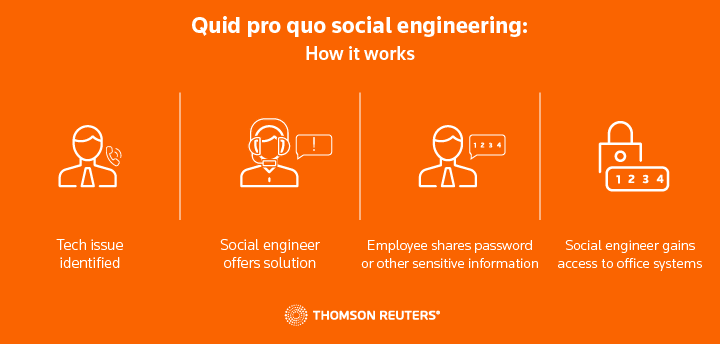 Quid pro quo social engineering:
How it works
!
1 2 3 4
1 2 3 4
Tech issue
identified
Social engineer
offers solution
Employee shares password
or other sensitive information
Social engineer gains
access to office systems
THOMSON REUTERS®